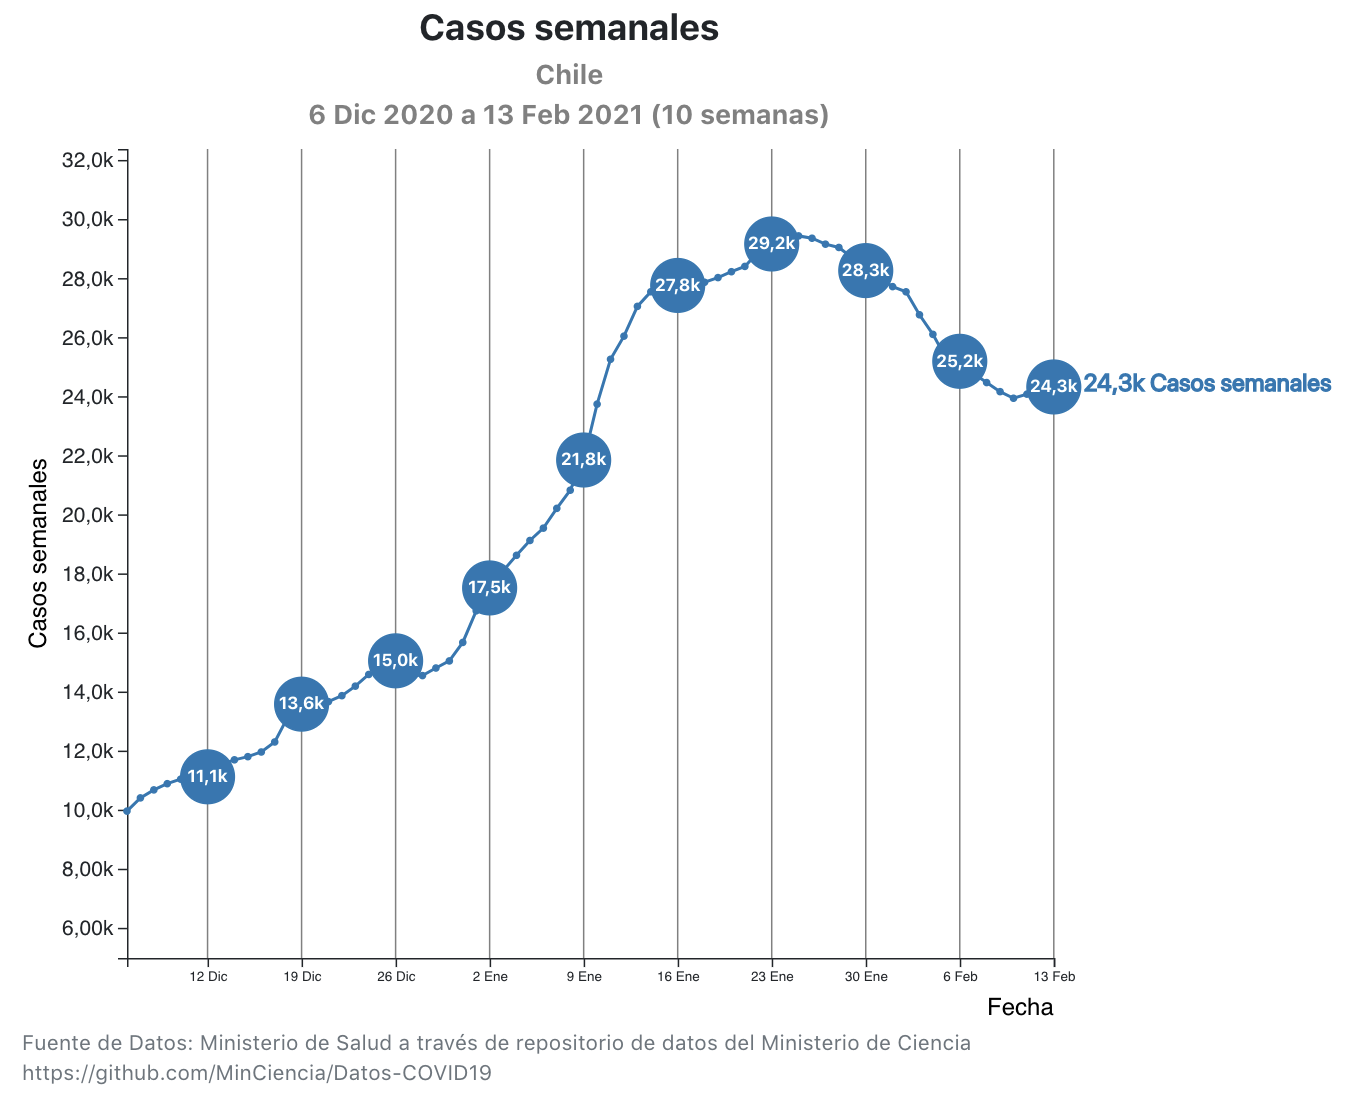 Casos semanales
Chile
6 Dic 2020 a 13 Feb 2021 (10 semanas)
32,0k
30,0k
28,0k
26,0k
24,0k
22,0k
20,0k
18,0k
16,0k
14,0k
12,0k
10,0k
8,00k
6,00k
Casos semanales
11,1k
13,6k
15,0k
17,5k
21,8k
27,8k
29,2k
28,3k
25,2k
24,3k
24,3k Casos semanales
12 Dic
19 Dic
26 Dic
2 Ene
9 Ene
16 Ene
23 Ene
30 Ene
6 Feb
13 Feb
Fecha
Fuente de Datos: Ministerio de Salud a través de repositorio de datos del Ministerio de Ciencia
https://github.com/MinCiencia/Datos-COVID19